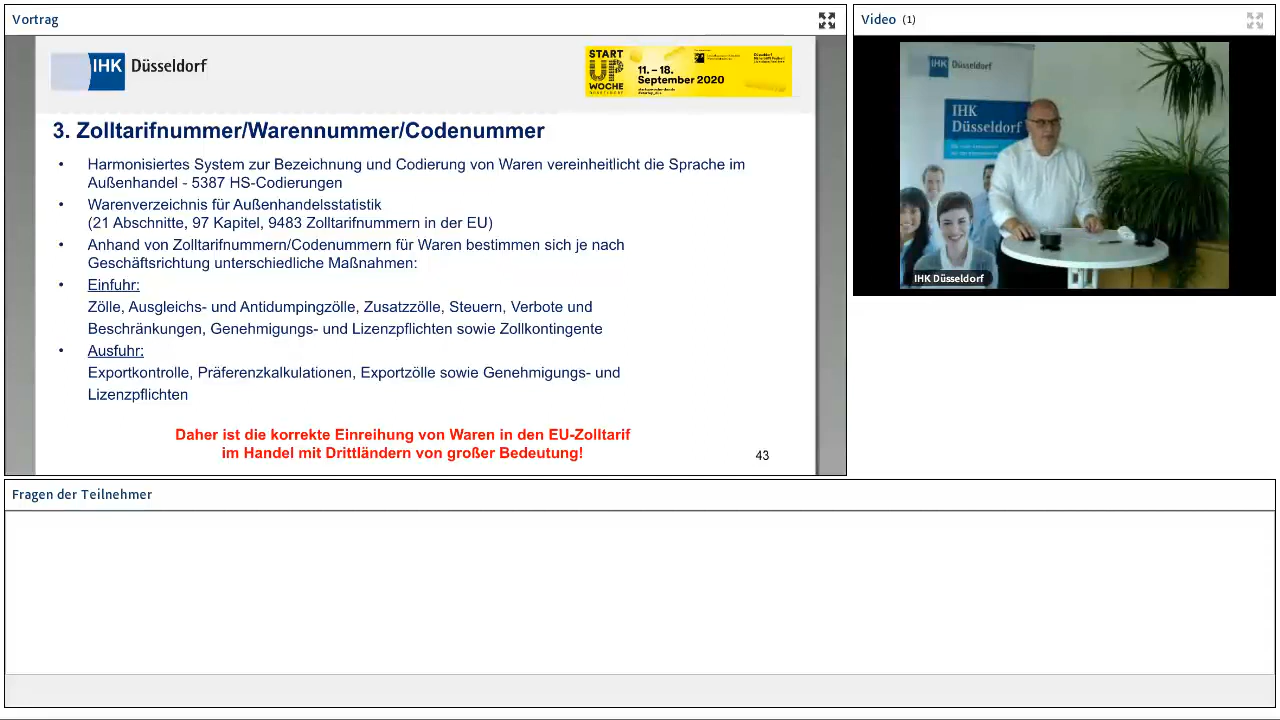 Vortrag
IHK Düsseldorf
START
UP
WOCHE
11. – 18.
September 2020
3. Zolltarifnummer/Warennummer/Codenummer
• Harmonisiertes System zur Bezeichnung und Codierung von Waren vereinheitlicht die Sprache im
Außenhandel - 5387 HS-Codierungen
• Warenverzeichnis für Außenhandelsstatistik
(21 Abschnitte, 97 Kapitel, 9483 Zolltarifnummern in der EU)
• Anhand von Zolltarifnummern/Codenummern für Waren bestimmen sich je nach
Geschäftsrichtung unterschiedliche Maßnahmen:
• Einfuhr:
Zölle, Ausgleichs- und Antidumpingzölle, Zusatzzölle, Steuern, Verbote und
Beschränkungen, Genehmigungs- und Lizenzpflichten sowie Zollkontingente
• Ausfuhr:
Exportkontrolle, Präferenzkalkulationen, Exportzölle sowie Genehmigungs- und
Lizenzpflichten
Daher ist die korrekte Einreihung von Waren in den EU-Zolltarif
im Handel mit Drittländern von großer Bedeutung!
43
Video (1)
IHK Düsseldorf
IHK
Düsseldorf
IHK Düsseldorf
Fragen der Teilnehmer